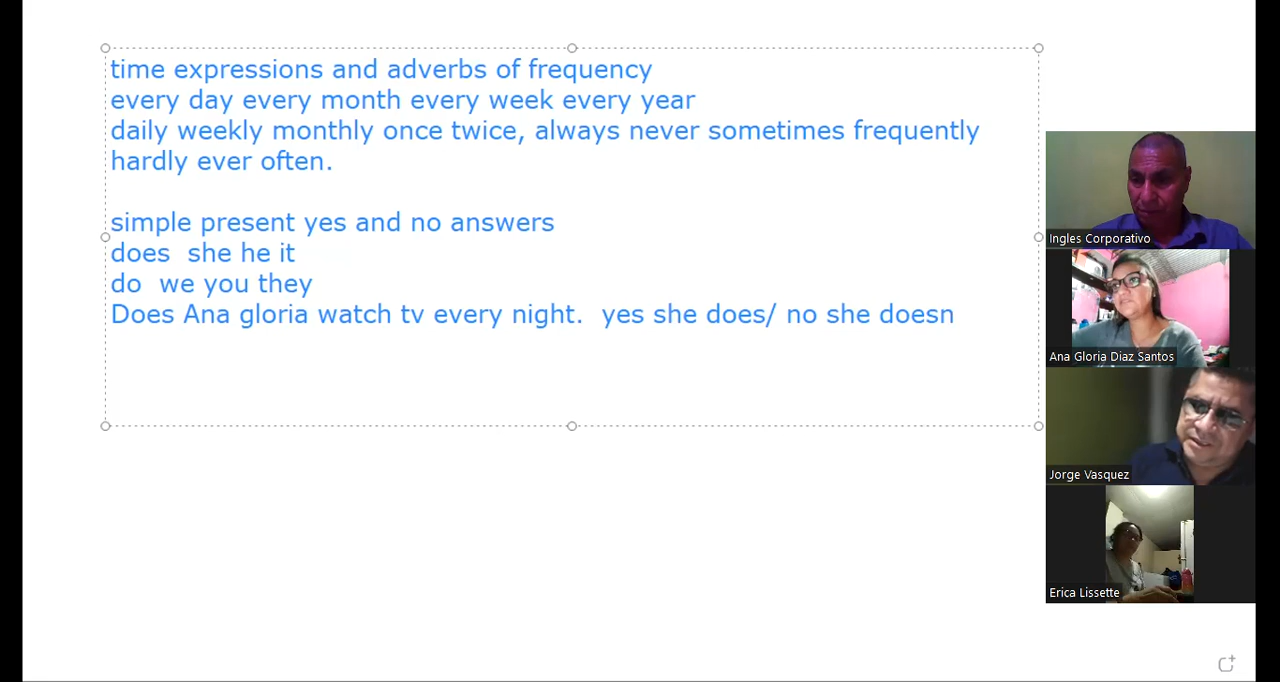 time expressions and adverbs of frequency
every day every month every week every year
daily weekly monthly once twice, always never sometimes frequently
hardly ever often.
simple present yes and no answers
does  she he it
do  we you they
Does Ana gloria watch tv every night.  yes she does/ no she doesn
Ingles Corporativo
Ana Gloria Diaz Santos
Jorge Vasquez
Erica Lissette